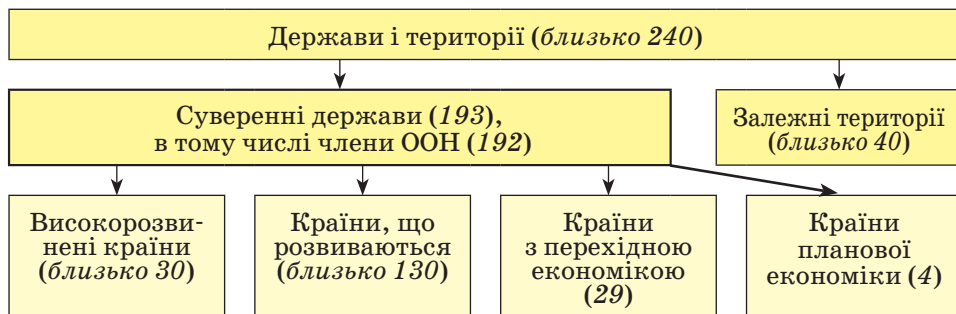 Держави і території (близько 240)
Суверенні держави (193),
в тому числі члени ООН (192)
Залежні території
(близько 40)
Високорозви-
нені країни
(близько 30)
Країни, що
розвиваються
(близько 130)
Країни
з перехідною
економікою
(29)
Країни
планової
економіки (4)